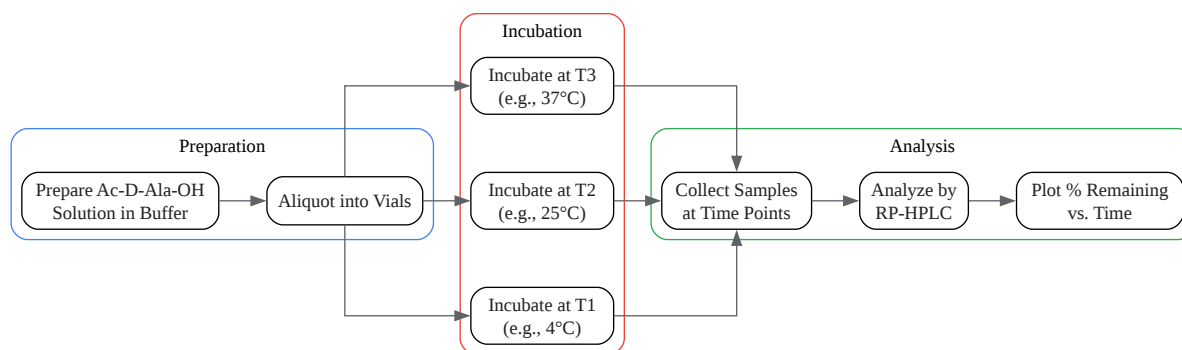 Preparation
Prepare Ac-D-Ala-OH
Solution in Buffer
Aliquot into Vials
Incubation
Incubate at T3
(e.g., 37°C)
Incubate at T2
(e.g., 25°C)
Incubate at T1
(e.g., 4°C)
Analysis
Collect Samples
at Time Points
Analyze by
RP-HPLC
Plot % Remaining
vs. Time